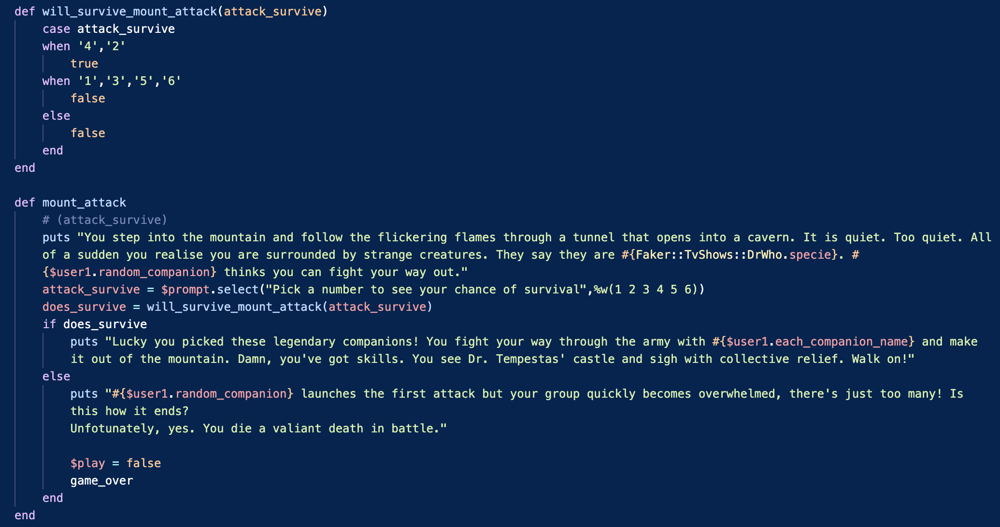 def will_survive_mount_attack(attack_survive)
    case attack_survive
    when '4','2'
        true
    when '1','3','5','6'
        false
    else
        false
    end
end

def mount_attack
    # (attack_survive)
    puts "You step into the mountain and follow the flickering flames through a tunnel that opens into a cavern. It is quiet. Too quiet. All
    of a sudden you realise you are surrounded by strange creatures. They say they are #{Faker::TvShows::DrWho.specie}. #
    {$user1.random_companion} thinks you can fight your way out."
    attack_survive = $prompt.select("Pick a number to see your chance of survival",%w(1 2 3 4 5 6))
    does_survive = will_survive_mount_attack(attack_survive)
    if does_survive
        puts "Lucky you picked these legendary companions! You fight your way through the army with #{$user1.each_companion_name} and make
        it out of the mountain. Damn, you've got skills. You see Dr. Tempestas' castle and sigh with collective relief. Walk on!"
    else
        puts "#{$user1.random_companion} launches the first attack but your group quickly becomes overwhelmed, there's just too many! Is
        this how it ends?
        Unfotunately, yes. You die a valiant death in battle."

        $play = false
        game_over
    end
end